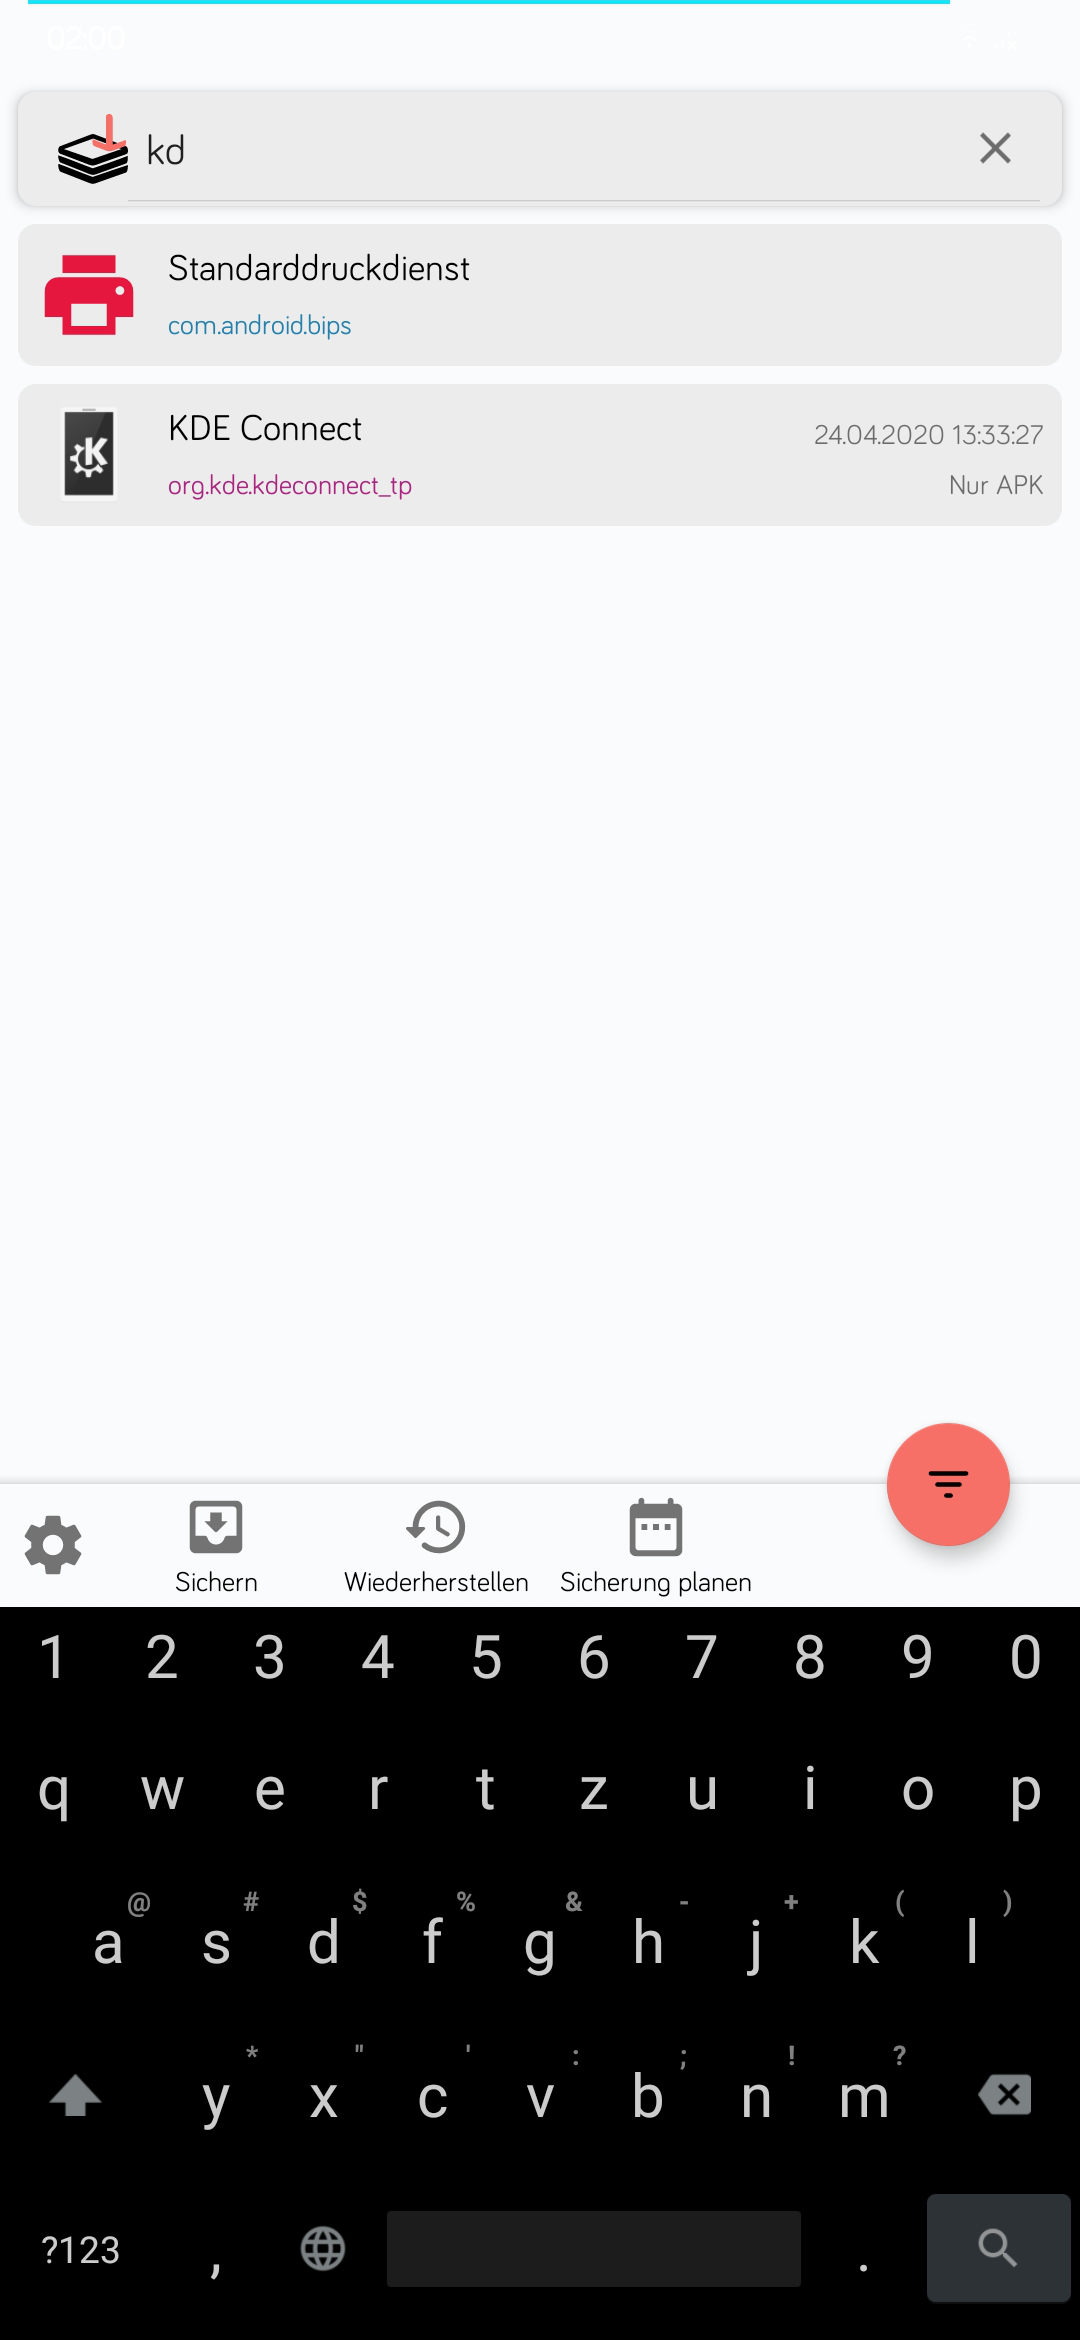 02:00
kd
Standarddruckdienst
com.android.bips
KDE Connect
24.04.2020 13:33:27
org.kde.kdeconnect_tp
Nur APK
Sichern
Wiederherstellen
Sicherung planen
1 2 3 4 5 6 7 8 9 0
q w e r t z u i o p
@ # $ % & - + ( )
a s d f g h j k l
* " ' : ; ! ?
y x c v b n m
?123 , .